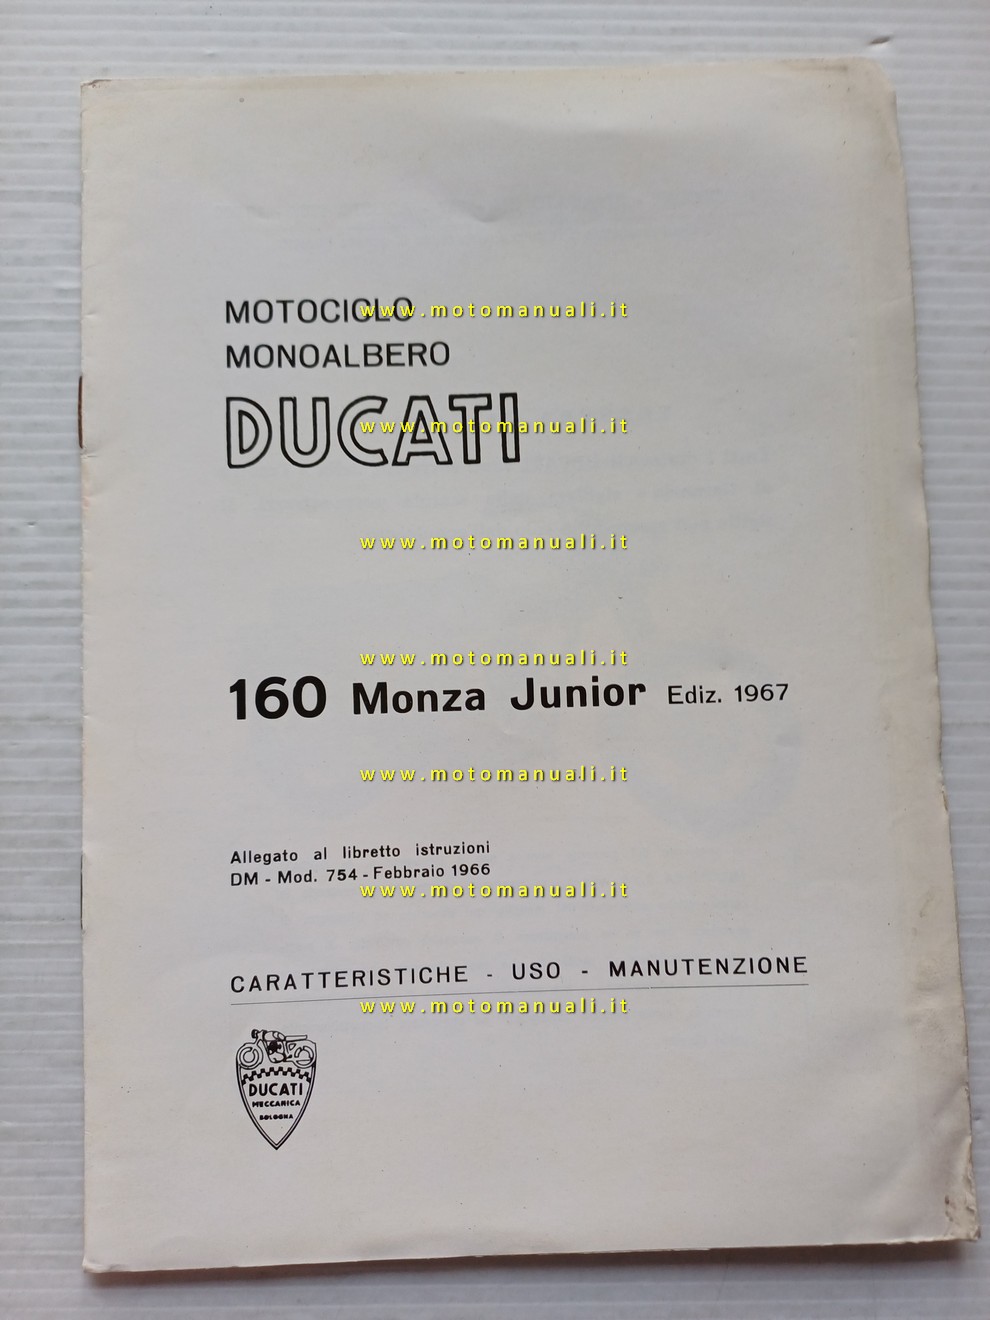 MOTOCICLO
www.motomanuali.it
MONOALBERO
DUCATI
www.motomanuali.it
www.motomanuali.it
www.motomanuali.it
160 Monza Junior Ediz. 1967
www.motomanuali.it
Allegato al libretto istruzioni
DM - Mod. 754 - Febbraio 1966
www.motomanuali.it
CARATTERISTICHE - USO - MANUTENZIONE
www.motomanuali.it
DUCATI
MECCANICA
BOLOGNA